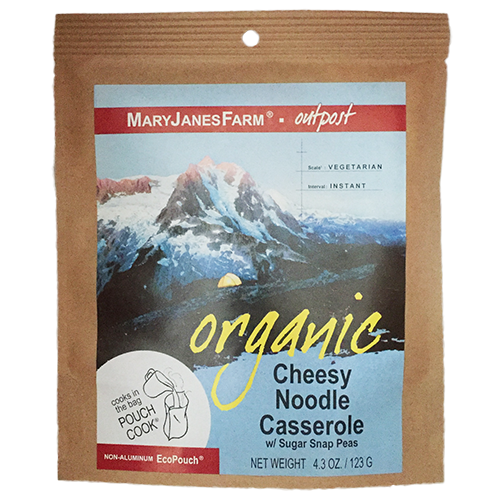 MARYJANESFARM® • outpost
Scale: VEGETARIAN
Interval: INSTANT
organic
Cheesy
Noodle
Casserole
w/ Sugar Snap Peas
NET WEIGHT 4.3 OZ. / 123 G
cooks in
the bag
POUCH
COOK®
NON-ALUMINUM EcoPouch®